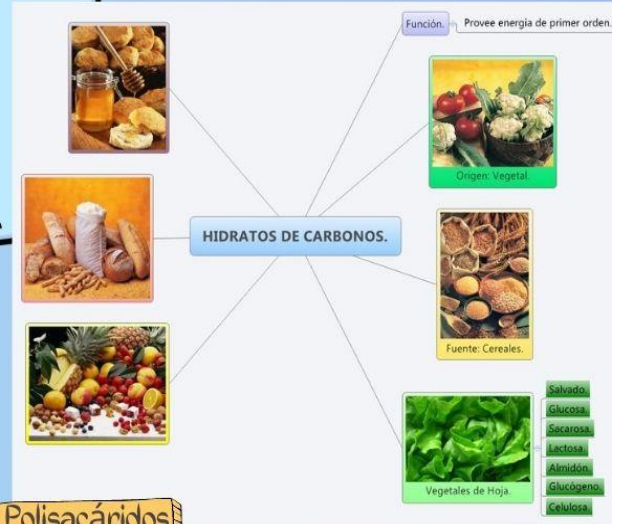 Función.
Provee energía de primer orden.
Origen: Vegetal.
HIDRATOS DE CARBONOS.
Fuente: Cereales.
Vegetales de Hoja.
Salvado.
Glucosa.
Sacarosa.
Lactosa.
Almidón.
Glucógeno.
Celulosa.
Polisacáridos